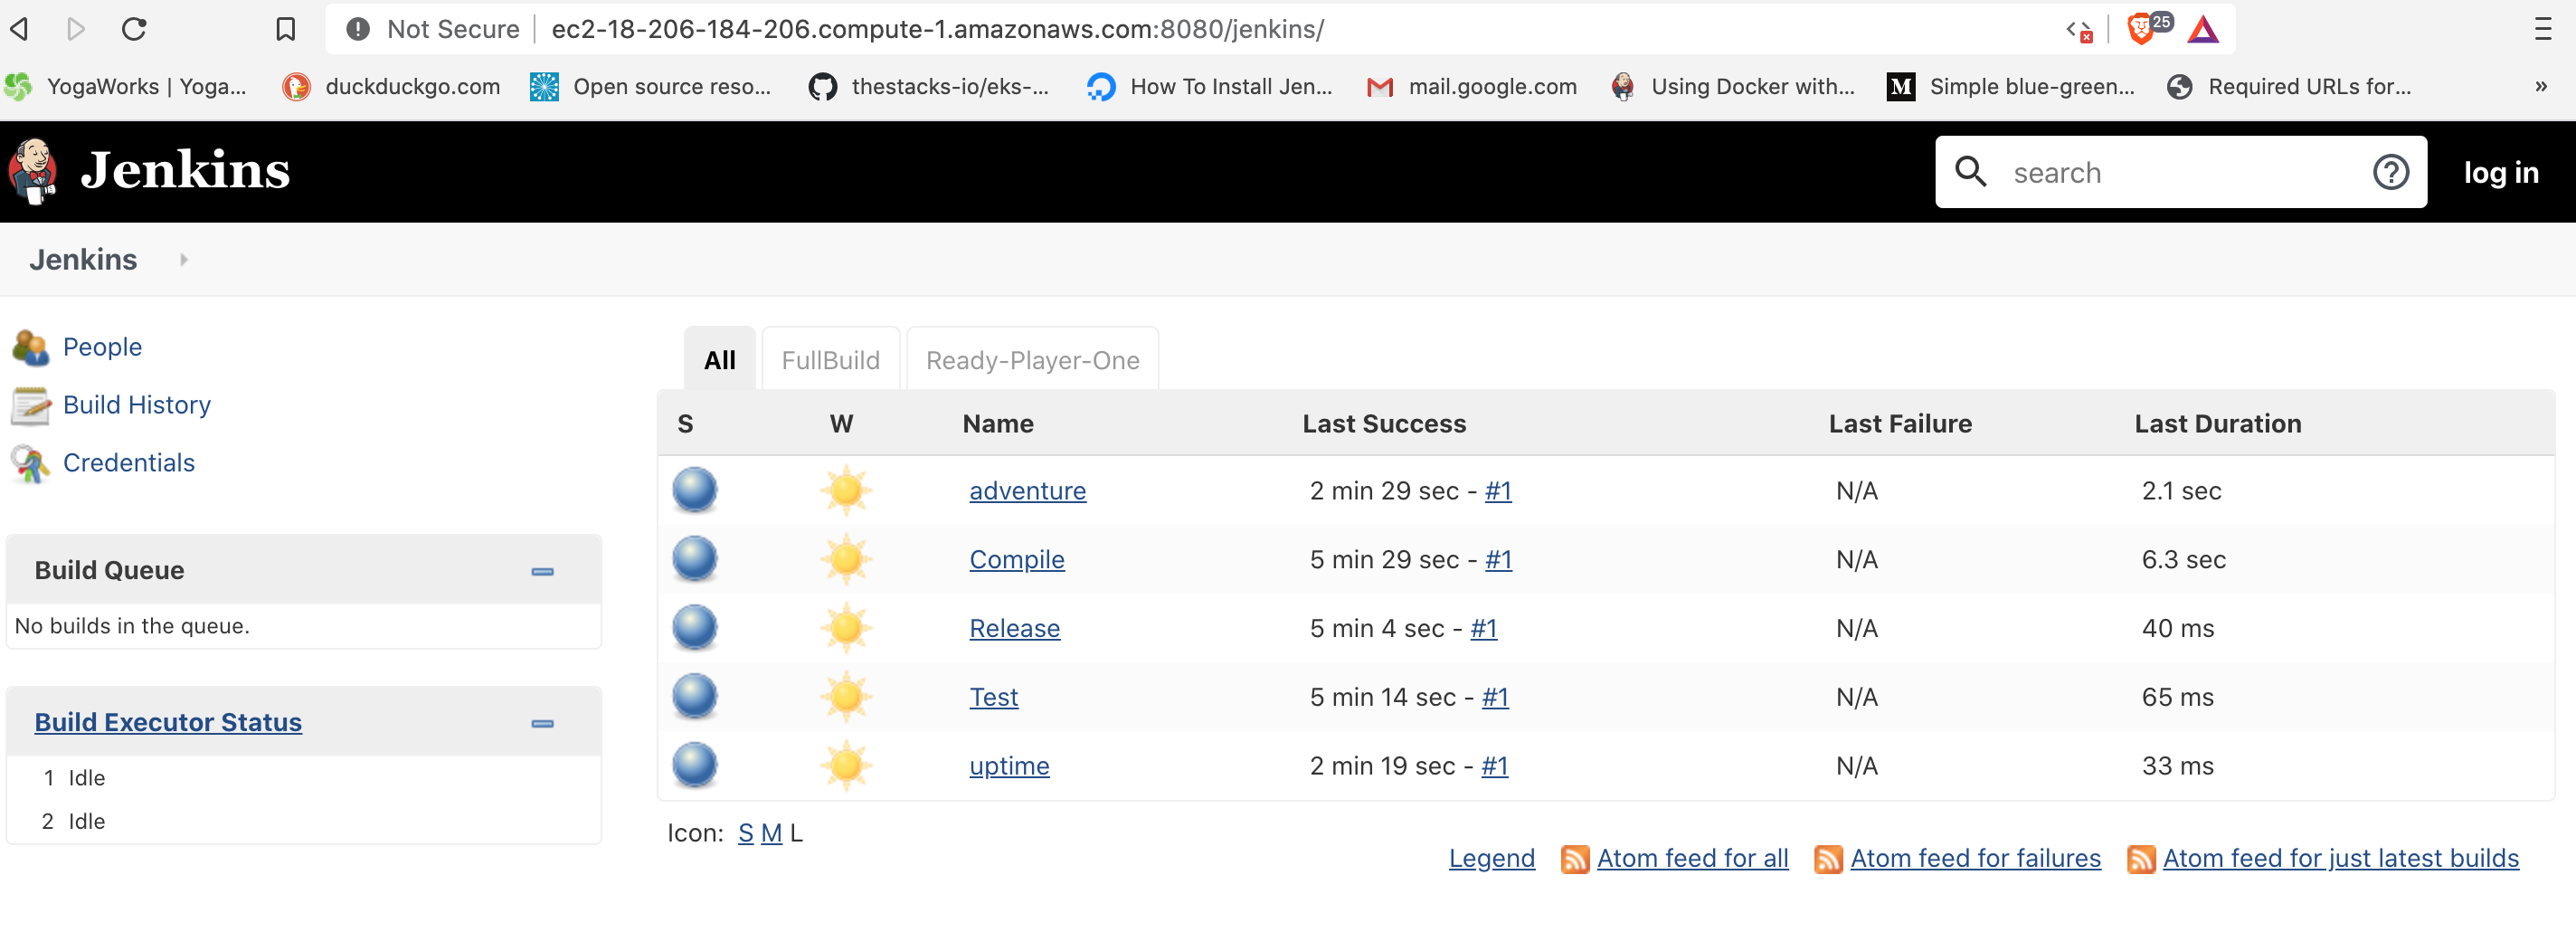 Not Secure ec2-18-206-184-206.compute-1.amazonaws.com:8080/jenkins/ 25
YogaWorks | Yoga... duckduckgo.com Open source reso... thestacks-io/eks-... How To Install Jen... mail.google.com Using Docker with... M Simple blue-green... Required URLs for... »
Jenkins search log in
Jenkins
People
Build History
Credentials
Build Queue
No builds in the queue.
Build Executor Status
1 Idle
2 Idle
All FullBuild Ready-Player-One
S W Name Last Success Last Failure Last Duration
adventure 2 min 29 sec - #1 N/A 2.1 sec
Compile 5 min 29 sec - #1 N/A 6.3 sec
Release 5 min 4 sec - #1 N/A 40 ms
Test 5 min 14 sec - #1 N/A 65 ms
uptime 2 min 19 sec - #1 N/A 33 ms
Icon: S M L
Legend Atom feed for all Atom feed for failures Atom feed for just latest builds